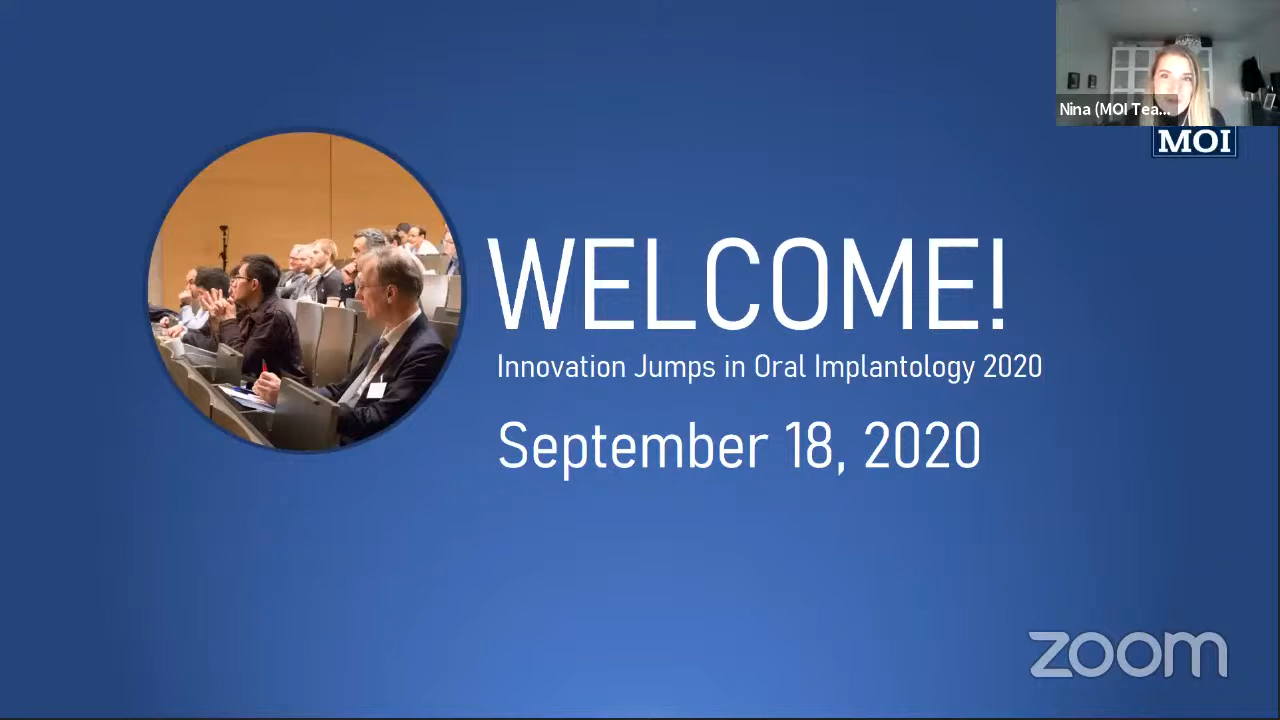 Nina (MOI Tea...
MOI
WELCOME!
Innovation Jumps in Oral Implantology 2020
September 18, 2020
zoom